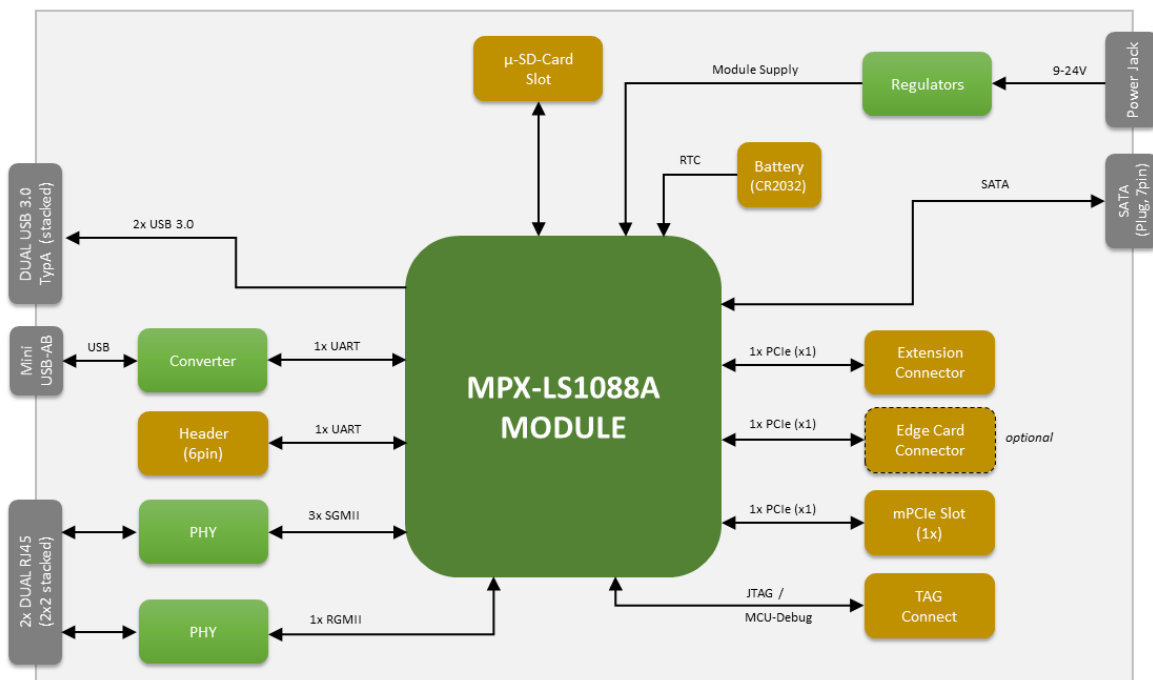 μ-SD-Card
Slot
Module Supply
Regulators
9-24V
Power Jack
RTC
Battery
(CR2032)
SATA
SATA
(Plug, 7pin)
DUAL USB 3.0
TypA (stacked)
2x USB 3.0
Mini
USB-AB
USB
Converter
1x UART
Header
(6pin)
1x UART
2x DUAL RJ45
(2x2 stacked)
PHY
3x SGMII
PHY
1x RGMII
MPX-LS1088A
MODULE
1x PCIe (x1)
Extension
Connector
1x PCIe (x1)
Edge Card
Connector
optional
1x PCIe (x1)
mPCIe Slot
(1x)
JTAG /
MCU-Debug
TAG
Connect